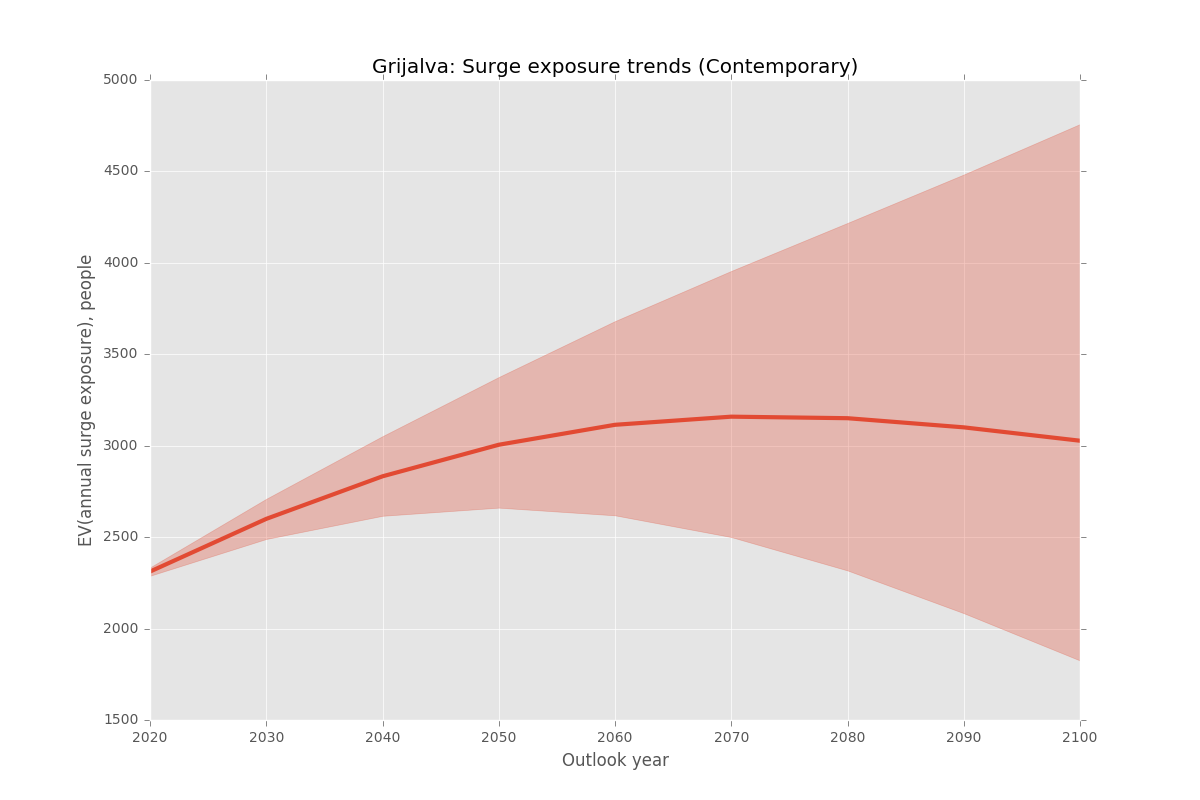 Grijalva: Surge exposure trends (Contemporary)
5000
4500
4000
3500
3000
2500
2000
1500
EV(annual surge exposure), people
2020 2030 2040 2050 2060 2070 2080 2090 2100
Outlook year